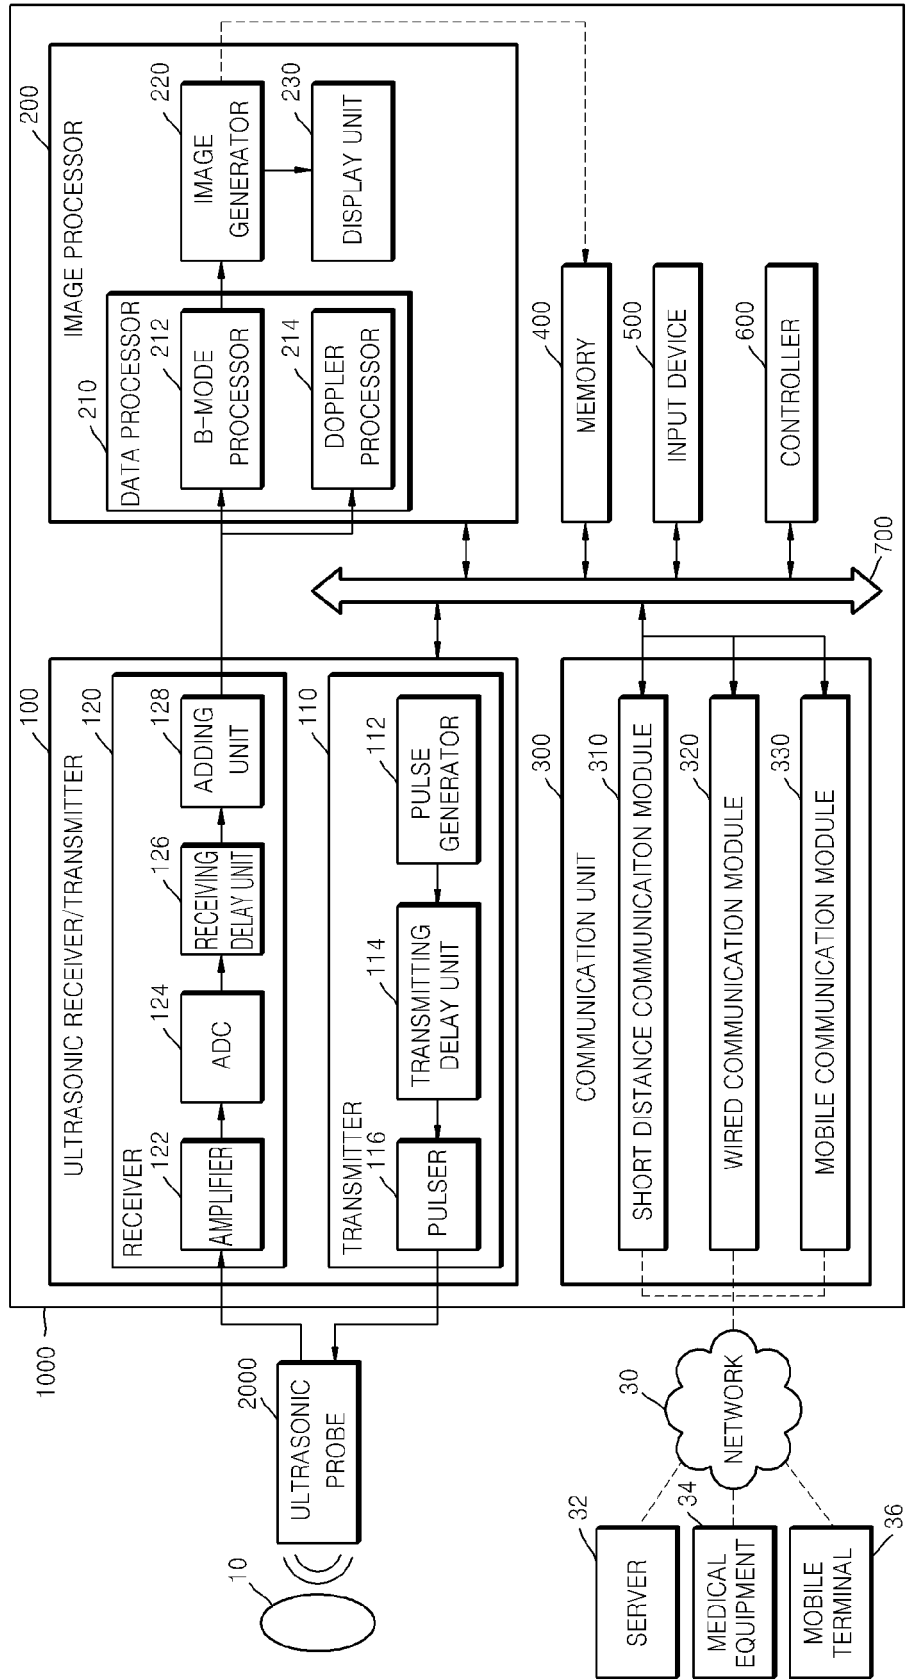 1000
100
ULTRASONIC RECEIVER/TRANSMITTER
120
RECEIVER
122
AMPLIFIER
124
ADC
126
RECEIVING
DELAY UNIT
128
ADDING
UNIT
110
TRANSMITTER
116
PULSER
114
TRANSMITTING
DELAY UNIT
112
PULSE
GENERATOR
200
IMAGE PROCESSOR
210
DATA PROCESSOR
212
B-MODE
PROCESSOR
214
DOPPLER
PROCESSOR
220
IMAGE
GENERATOR
230
DISPLAY UNIT
10
2000
ULTRASONIC
PROBE
300
COMMUNICATION UNIT
310
SHORT DISTANCE COMMUNICAITON MODULE
320
WIRED COMMUNICATION MODULE
330
MOBILE COMMUNICATION MODULE
700
400
MEMORY
500
INPUT DEVICE
600
CONTROLLER
30
NETWORK
32
SERVER
34
MEDICAL
EQUIPMENT
36
MOBILE
TERMINAL